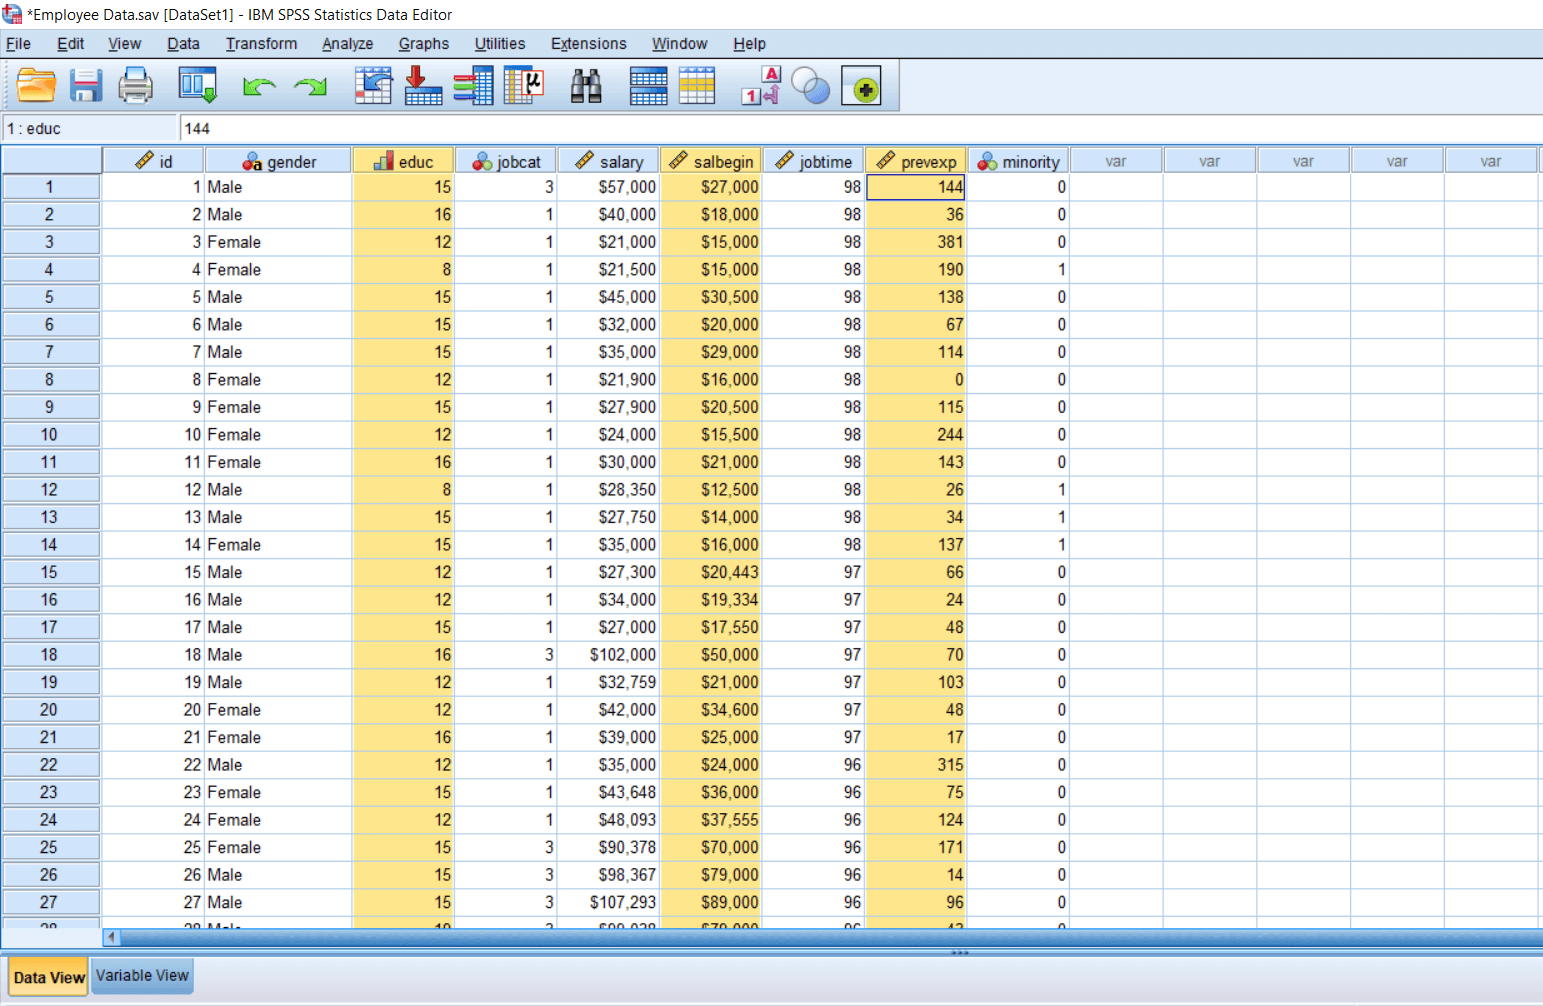 *Employee Data.sav [DataSet1] - IBM SPSS Statistics Data Editor
File Edit View Data Transform Analyze Graphs Utilities Extensions Window Help
1 : educ 144
id gender educ jobcat salary salbegin jobtime prevexp minority var var var var var
1 1 Male 15 3 $57,000 $27,000 98 144 0
2 2 Male 16 1 $40,000 $18,000 98 36 0
3 3 Female 12 1 $21,000 $15,000 98 381 0
4 4 Female 8 1 $21,500 $15,000 98 190 1
5 5 Male 15 1 $45,000 $30,500 98 138 0
6 6 Male 15 1 $32,000 $20,000 98 67 0
7 7 Male 15 1 $35,000 $29,000 98 114 0
8 8 Female 12 1 $21,900 $16,000 98 0 0
9 9 Female 15 1 $27,900 $20,500 98 115 0
10 10 Female 12 1 $24,000 $15,500 98 244 0
11 11 Female 16 1 $30,000 $21,000 98 143 0
12 12 Male 8 1 $28,350 $12,500 98 26 1
13 13 Male 15 1 $27,750 $14,000 98 34 1
14 14 Female 15 1 $35,000 $16,000 98 137 1
15 15 Male 12 1 $27,300 $20,443 97 66 0
16 16 Male 12 1 $34,000 $19,334 97 24 0
17 17 Male 15 1 $27,000 $17,550 97 48 0
18 18 Male 16 3 $102,000 $50,000 97 70 0
19 19 Male 12 1 $32,759 $21,000 97 103 0
20 20 Female 12 1 $42,000 $34,600 97 48 0
21 21 Female 16 1 $39,000 $25,000 97 17 0
22 22 Male 12 1 $35,000 $24,000 96 315 0
23 23 Female 15 1 $43,648 $36,000 96 75 0
24 24 Female 12 1 $48,093 $37,555 96 124 0
25 25 Female 15 3 $90,378 $70,000 96 171 0
26 26 Male 15 3 $98,367 $79,000 96 14 0
27 27 Male 15 3 $107,293 $89,000 96 96 0
28 28 Male
Data View Variable View